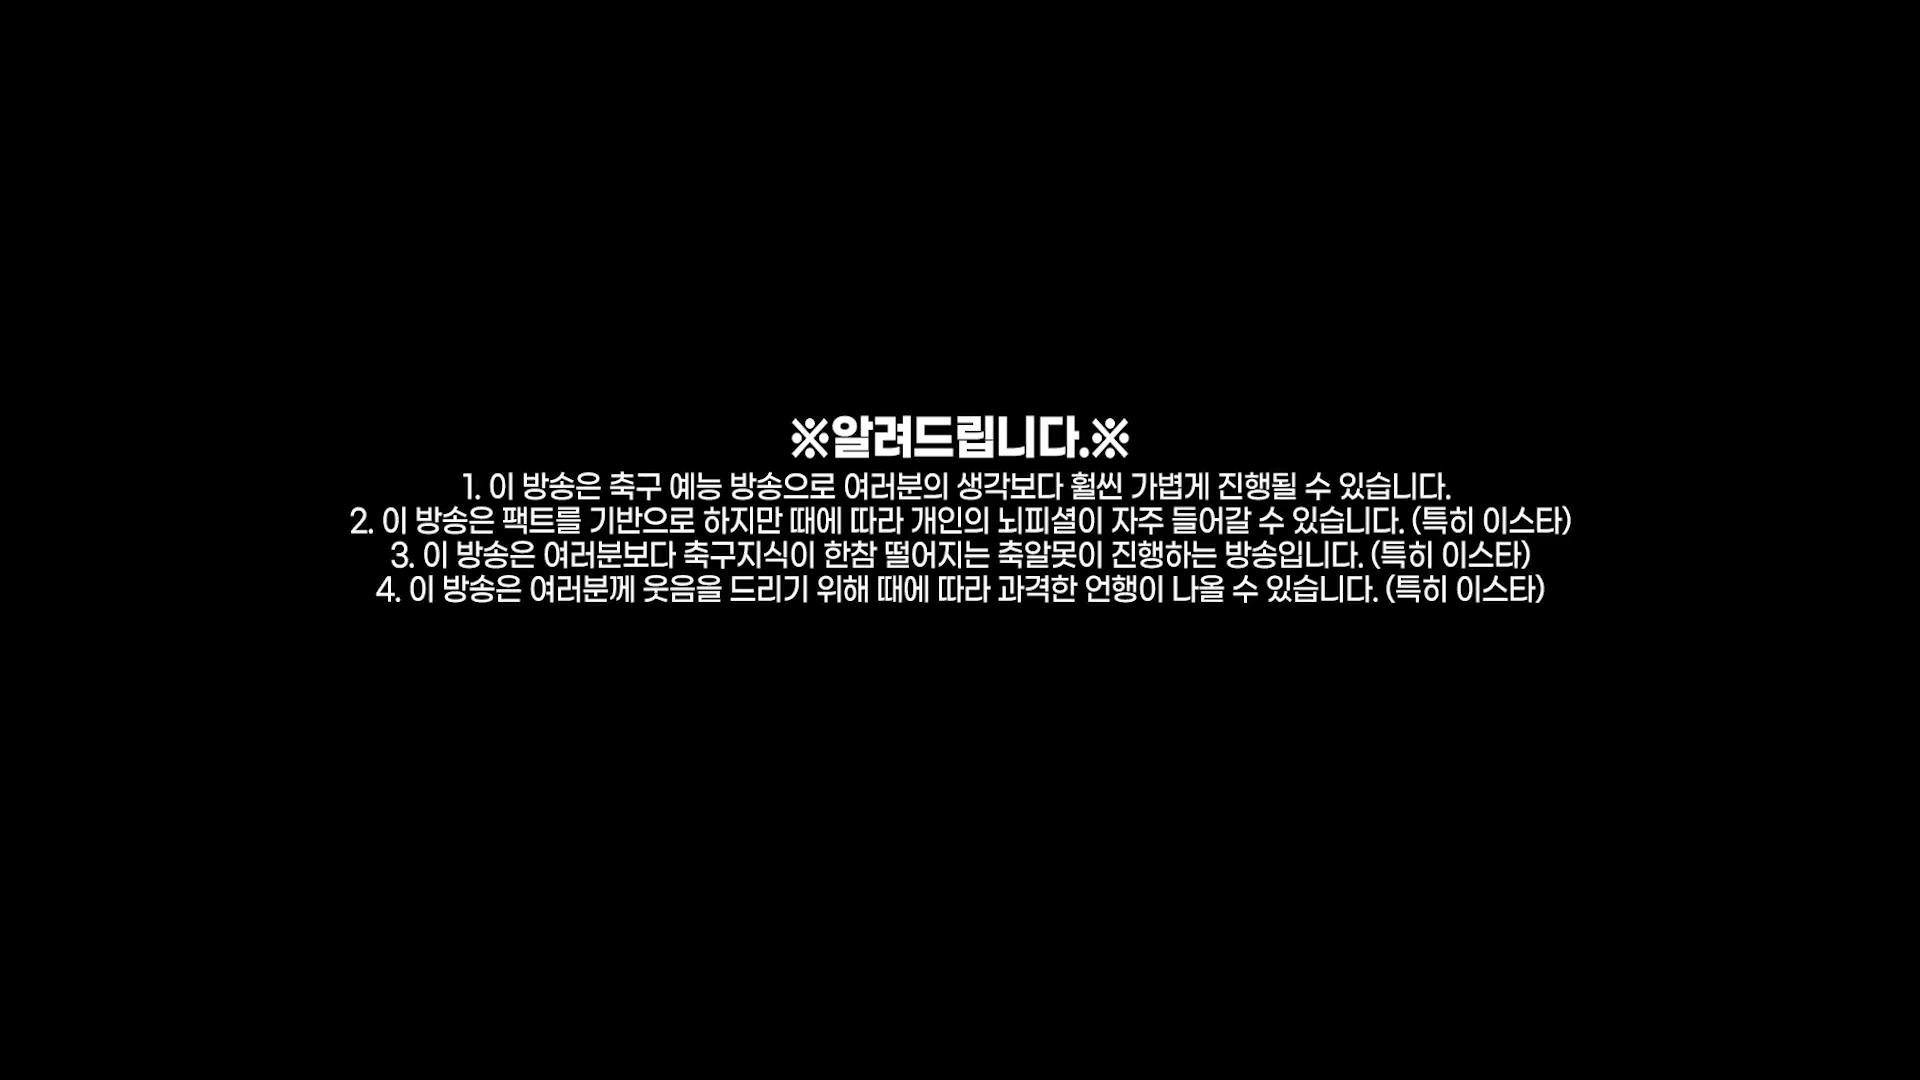 ※알려드립니다.※
1. 이 방송은 축구 예능 방송으로 여러분의 생각보다 훨씬 가볍게 진행될 수 있습니다.
2. 이 방송은 팩트를 기반으로 하지만 때에 따라 개인의 뇌피셜이 자주 들어갈 수 있습니다. (특히 이스타)
3. 이 방송은 여러분보다 축구지식이 한참 떨어지는 축알못이 진행하는 방송입니다. (특히 이스타)
4. 이 방송은 여러분께 웃음을 드리기 위해 때에 따라 과격한 언행이 나올 수 있습니다. (특히 이스타)